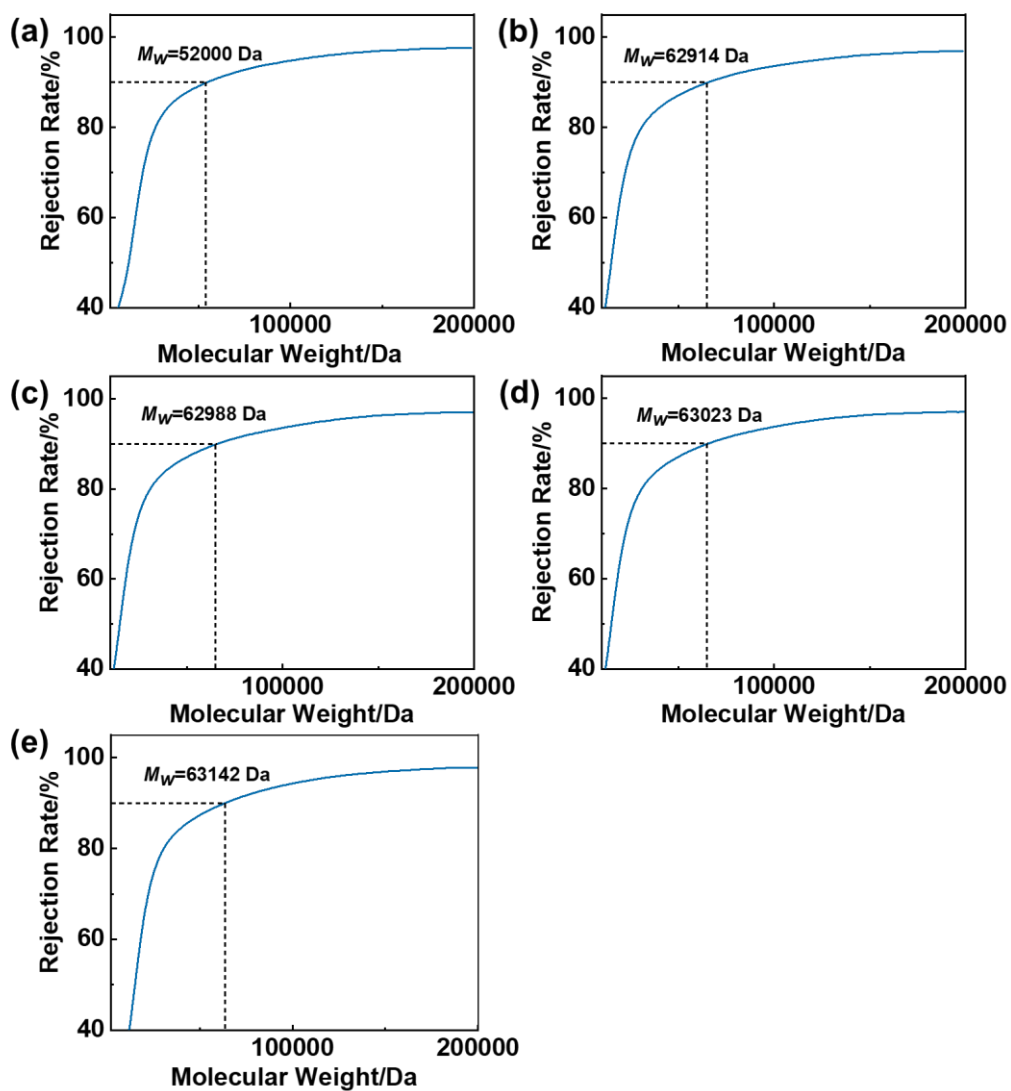 (a)
Rejection Rate/%
100
80
60
40
M_W=52000 Da
100000 200000
Molecular Weight/Da
(b)
Rejection Rate/%
100
80
60
40
M_W=62914 Da
100000 200000
Molecular Weight/Da
(c)
Rejection Rate/%
100
80
60
40
M_W=62988 Da
100000 200000
Molecular Weight/Da
(d)
Rejection Rate/%
100
80
60
40
M_W=63023 Da
100000 200000
Molecular Weight/Da
(e)
Rejection Rate/%
100
80
60
40
M_W=63142 Da
100000 200000
Molecular Weight/Da